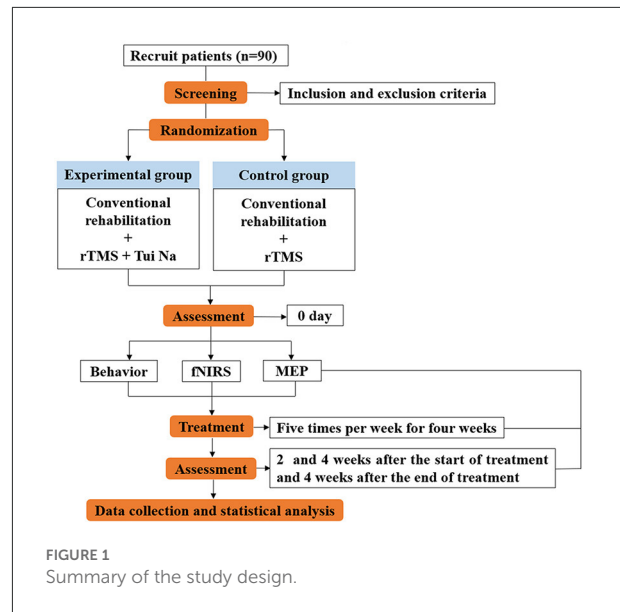 Recruit patients (n=90)
Screening
Inclusion and exclusion criteria
Randomization
Experimental group
Conventional
rehabilitation
+
rTMS + Tui Na
Control group
Conventional
rehabilitation
+
rTMS
Assessment
0 day
Behavior
fNIRS
MEP
Treatment
Five times per week for four weeks
Assessment
2 and 4 weeks after the start of treatment
and 4 weeks after the end of treatment
Data collection and statistical analysis
FIGURE 1
Summary of the study design.